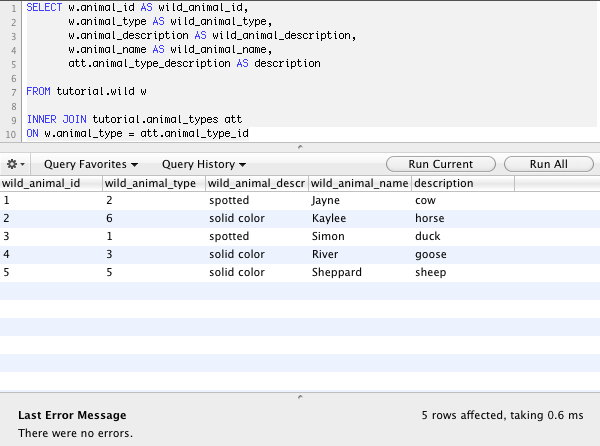 1 SELECT w.animal_id AS wild_animal_id,
2 w.animal_type AS wild_animal_type,
3 w.animal_description AS wild_animal_description,
4 w.animal_name AS wild_animal_name,
5 att.animal_type_description AS description
6
7 FROM tutorial.wild w
8
9 INNER JOIN tutorial.animal_types att
10 ON w.animal_type = att.animal_type_id
Query Favorites Query History Run Current Run All
wild_animal_id wild_animal_type wild_animal_descr wild_animal_name description
1 2 spotted Jayne cow
2 6 solid color Kaylee horse
3 1 spotted Simon duck
4 3 solid color River goose
5 5 solid color Sheppard sheep
Last Error Message 5 rows affected, taking 0.6 ms
There were no errors.